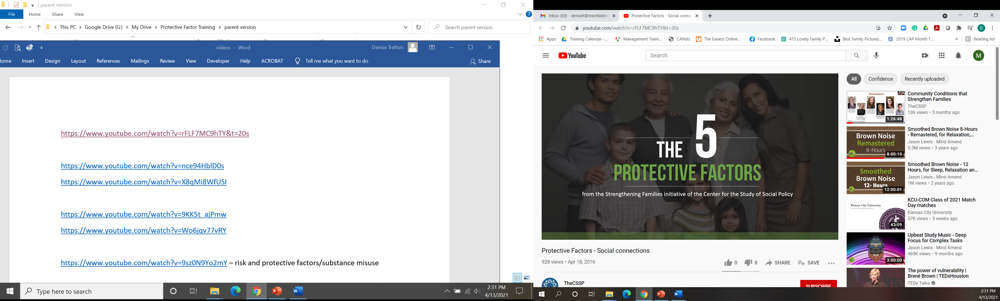 parent version
File Home Share View
This PC > Google Drive (G:) > My Drive > Protective Factor Training > parent version
Search parent version
videos - Word
Denise Trafton
Home Insert Design Layout References Mailings Review View Developer Help ACROBAT Tell me what you want to do Share
https://www.youtube.com/watch?v=rFLF7MC9hTY&t=20s
https://www.youtube.com/watch?v=nce94HblD0s
https://www.youtube.com/watch?v=X8qMi8WfUSI
https://www.youtube.com/watch?v=9KK5t_ajPmw
https://www.youtube.com/watch?v=Wo6jqv77vRY
https://www.youtube.com/watch?v=9sz0N9Yo2mY – risk and protective factors/substance misuse
Type here to search
2:31 PM
4/13/2021
Inbox (69) - deniset@mechildren
Protective Factors - Social conne
youtube.com/watch?v=rFLF7MC9hTY&t=20s
D
Apps Training Calendar -... Management Traini... CANdo The Easiest Online... Facebook 415 Lovely Family P... Best Family Pictures... 2019 CAP Month T... » Reading list
YouTube
Search
M
THE 5
PROTECTIVE FACTORS
from the Strengthening Families initiative of the Center for the Study of Social Policy
Protective Factors - Social connections
928 views • Apr 18, 2016
0 0 SHARE SAVE
TheCSSP
SUBSCRIBE
All Confidence Recently uploaded
Presenters
1:26:48
Community Conditions that
Strengthen Families
TheCSSP
136 views • 3 months ago
Brown Noise
Remastered
8-Hours
8:00:10
Smoothed Brown Noise 8-Hours
- Remastered, for Relaxation,...
Jason Lewis - Mind Amend
5.3M views • 3 years ago
Smoothed
Brown Noise
12- Hours
12:00:01
Smoothed Brown Noise - 12
Hours, for Sleep, Relaxation an...
Jason Lewis - Mind Amend
1M views • 2 years ago
Kansas City University
43:09
KCU-COM Class of 2021 Match
Day matches
Kansas City University
37K views • 3 weeks ago
3:00:00
Upbeat Study Music - Deep
Focus for Complex Tasks
Jason Lewis - Mind Amend
469K views • 9 months ago
The power of vulnerability |
Brené Brown | TEDxHouston
TEDx Talks
2:31 PM
4/13/2021